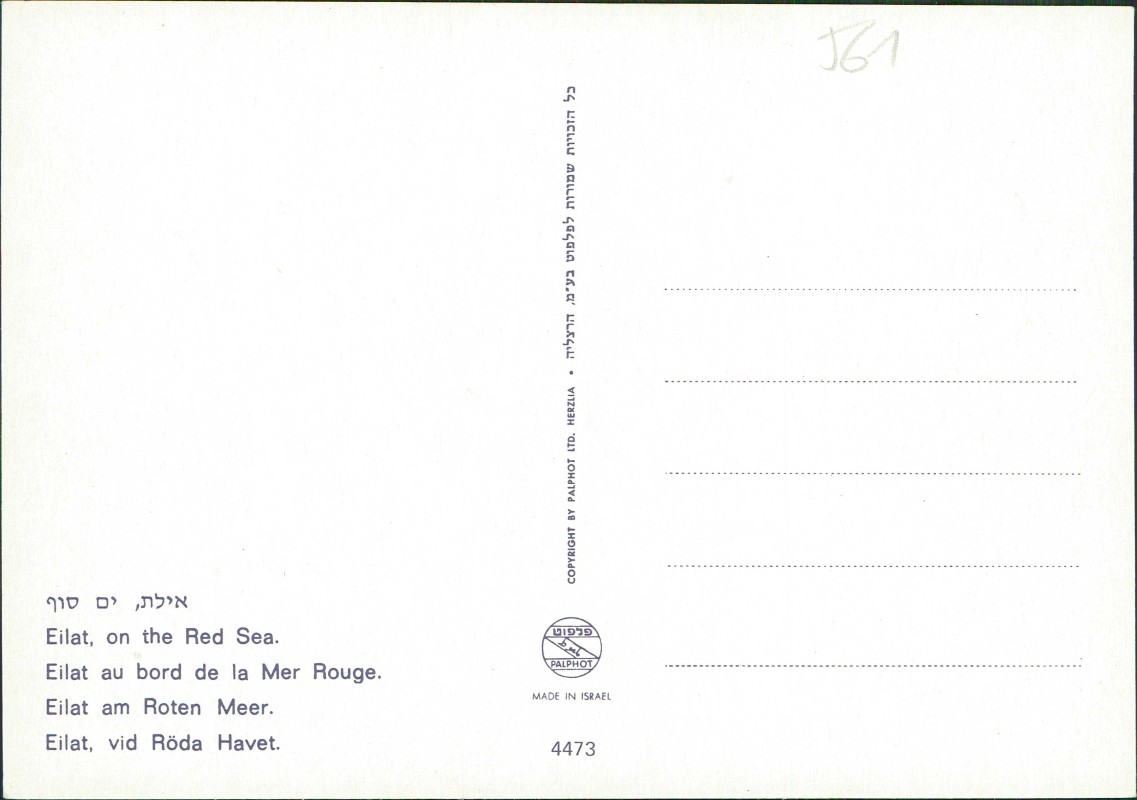 J61
כל הזכויות שמורות לפלפוט בע"מ, הרצליה • COPYRIGHT BY PALPHOT LTD. HERZLIA
אילת, ים סוף
Eilat, on the Red Sea.
Eilat au bord de la Mer Rouge.
Eilat am Roten Meer.
Eilat, vid Röda Havet.
פלפוט
PALPHOT
MADE IN ISRAEL
4473